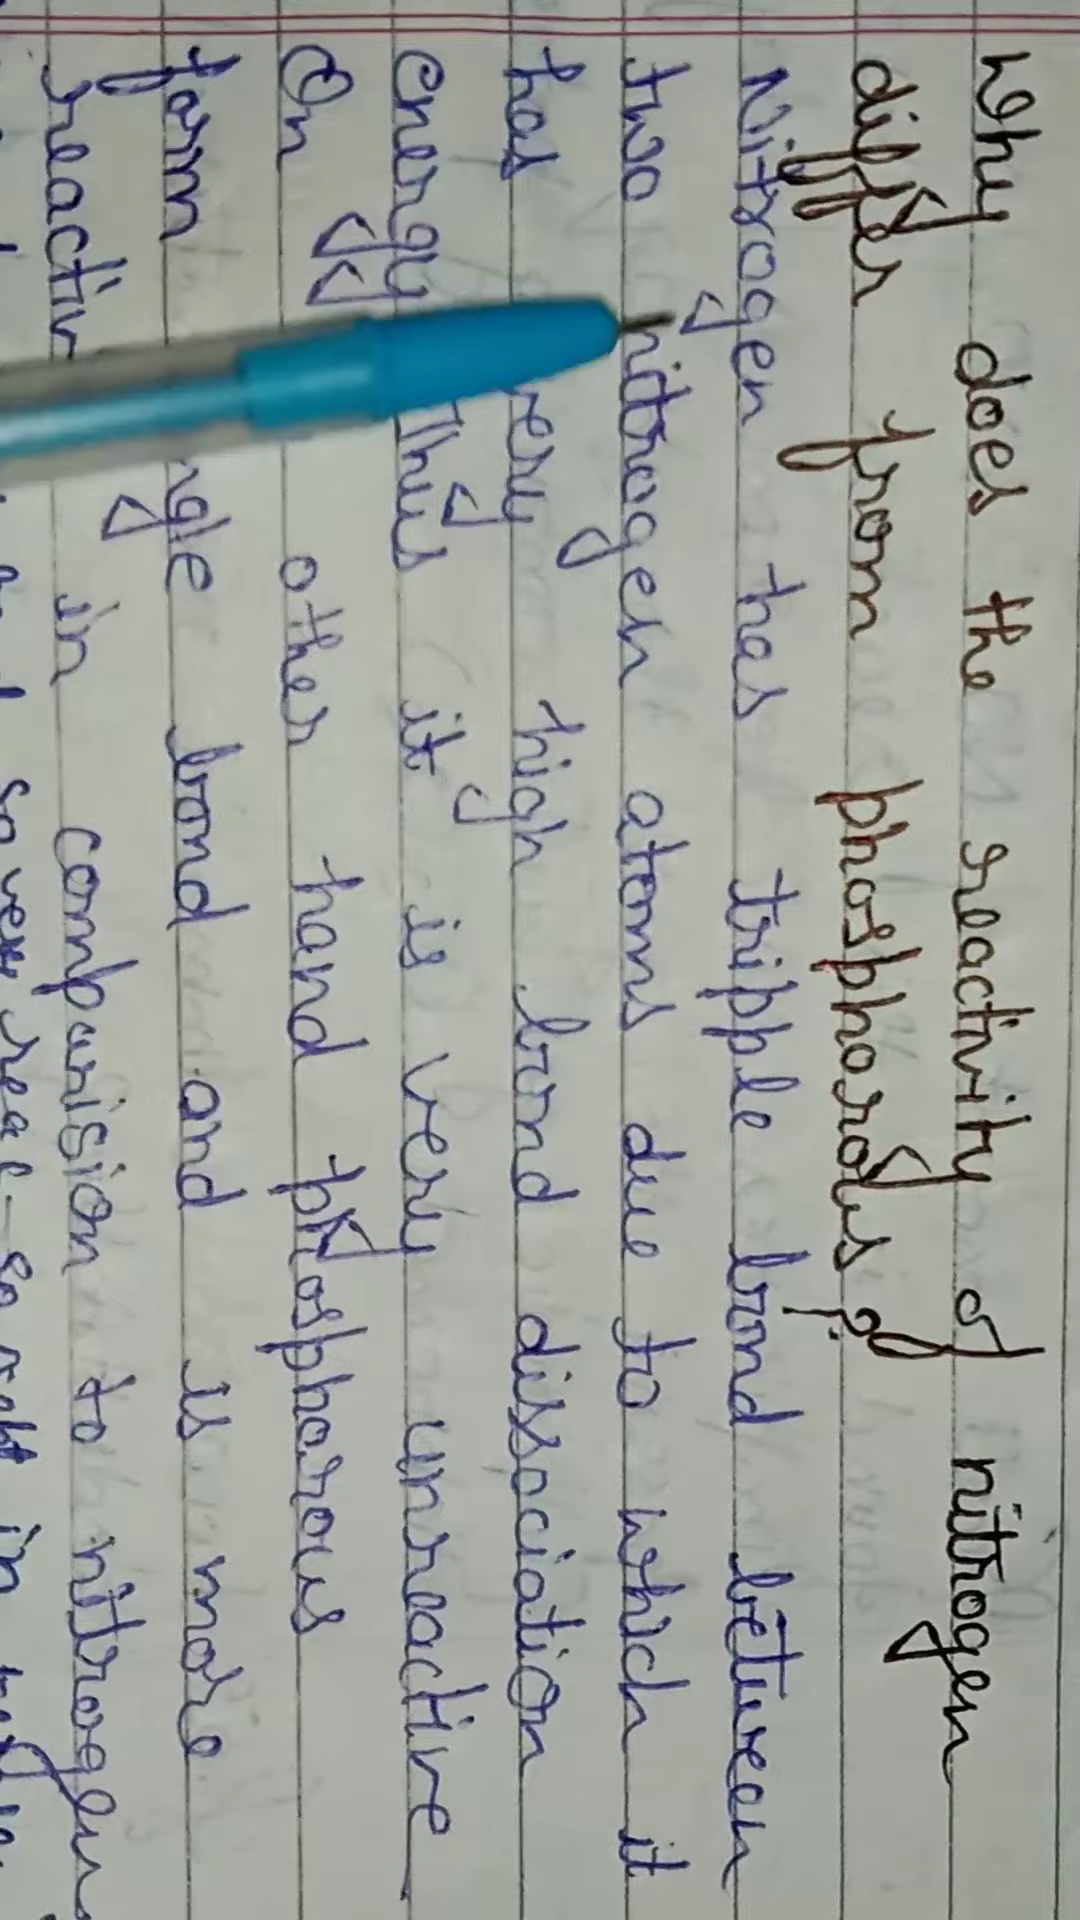 Why does the reactivity of nitrogen
differ from phosphorous?
Nitrogen has tripple bond between
two nitrogen atoms due to which it
has very high bond dissociation
energy Thus it is very unreactive
On other hand phosphorous
form bond and is more
in comparision to nitrogen